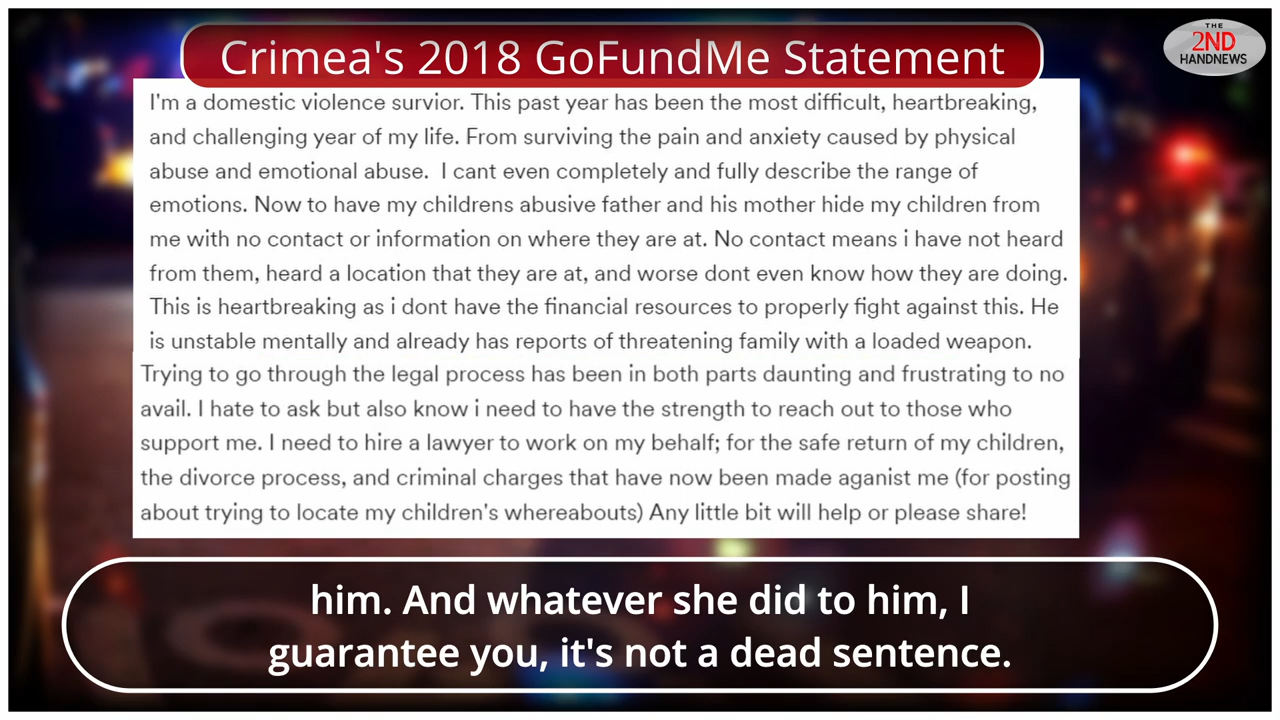 Crimea's 2018 GoFundMe Statement
THE
2ND
HANDNEWS
I'm a domestic violence survior. This past year has been the most difficult, heartbreaking,
and challenging year of my life. From surviving the pain and anxiety caused by physical
abuse and emotional abuse.  I cant even completely and fully describe the range of
emotions. Now to have my childrens abusive father and his mother hide my children from
me with no contact or information on where they are at. No contact means i have not heard
from them, heard a location that they are at, and worse dont even know how they are doing.
This is heartbreaking as i dont have the financial resources to properly fight against this. He
is unstable mentally and already has reports of threatening family with a loaded weapon.
Trying to go through the legal process has been in both parts daunting and frustrating to no
avail. I hate to ask but also know i need to have the strength to reach out to those who
support me. I need to hire a lawyer to work on my behalf; for the safe return of my children,
the divorce process, and criminal charges that have now been made aganist me (for posting
about trying to locate my children's whereabouts) Any little bit will help or please share!
him. And whatever she did to him, I
guarantee you, it's not a dead sentence.